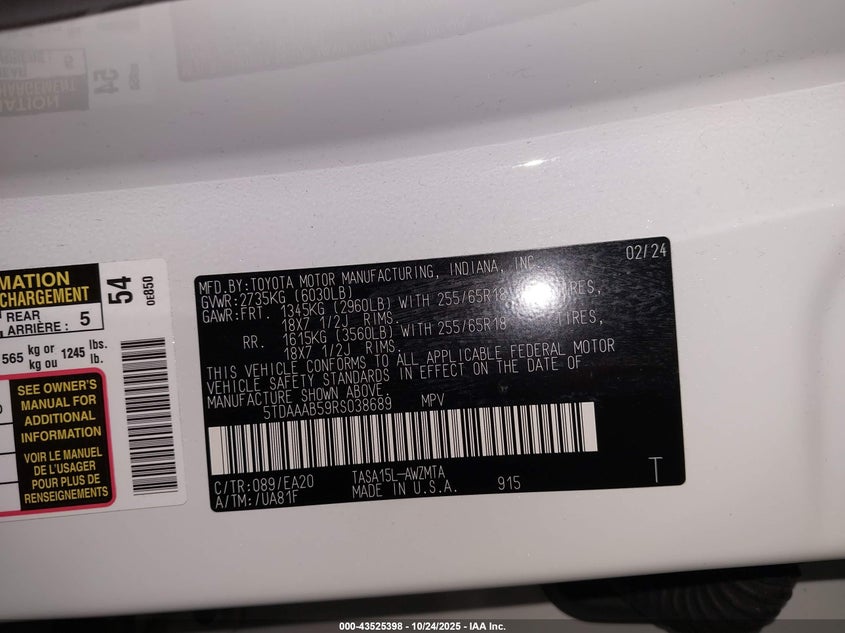 MFD.BY:TOYOTA MOTOR MANUFACTURING, INDIANA, INC. 02/24
GVWR:2735KG (6030LB)
GAWR:FRT. 1345KG (2960LB) WITH 255/65R18 TIRES,
18X7 1/2J RIMS
RR. 1615KG (3560LB) WITH 255/65R18 TIRES,
18X7 1/2J RIMS
THIS VEHICLE CONFORMS TO ALL APPLICABLE FEDERAL MOTOR
VEHICLE SAFETY STANDARDS IN EFFECT ON THE DATE OF
MANUFACTURE SHOWN ABOVE.
5TDAAAB59RS038689 MPV
C/TR:089/EA20 TASA15L-AWZMTA
A/TM:/UA81F MADE IN U.S.A. 915 T
MATION
CHARGEMENT
REAR
ARRIÈRE : 5
565 kg or kg ou 1245 lbs. lb.
54
0E850
SEE OWNER'S
MANUAL FOR
ADDITIONAL
INFORMATION
VOIR LE MANUEL
DE L'USAGER
POUR PLUS DE
RENSEIGNEMENTS
000-43525398 - 10/24/2025 - IAA Inc.